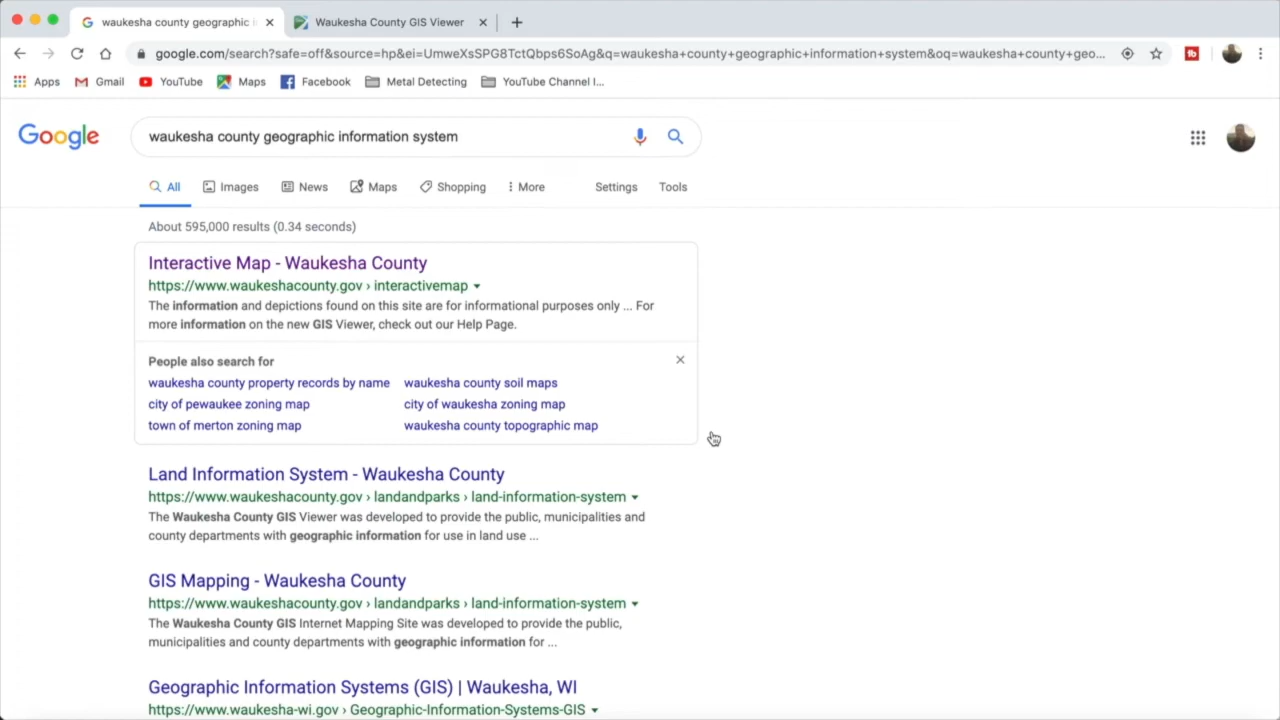 waukesha county geographic i
Waukesha County GIS Viewer
google.com/search?safe=off&source=hp&ei=UmweXsSPG8TctQbps6SoAg&q=waukesha+county+geographic+information+system&oq=waukesha+county+geo...
Apps Gmail YouTube Maps Facebook Metal Detecting YouTube Channel I...
Google
waukesha county geographic information system
All Images News Maps Shopping More Settings Tools
About 595,000 results (0.34 seconds)
Interactive Map - Waukesha County
https://www.waukeshacounty.gov › interactivemap
The information and depictions found on this site are for informational purposes only ... For
more information on the new GIS Viewer, check out our Help Page.
People also search for
waukesha county property records by name waukesha county soil maps
city of pewaukee zoning map city of waukesha zoning map
town of merton zoning map waukesha county topographic map
Land Information System - Waukesha County
https://www.waukeshacounty.gov › landandparks › land-information-system
The Waukesha County GIS Viewer was developed to provide the public, municipalities and
county departments with geographic information for use in land use ...
GIS Mapping - Waukesha County
https://www.waukeshacounty.gov › landandparks › land-information-system
The Waukesha County GIS Internet Mapping Site was developed to provide the public,
municipalities and county departments with geographic information for ...
Geographic Information Systems (GIS) | Waukesha, WI
https://www.waukesha-wi.gov › Geographic-Information-Systems-GIS